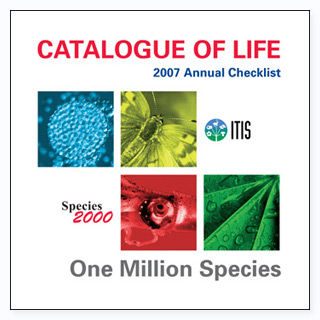 CATALOGUE OF LIFE
2007 Annual Checklist
ITIS
Species
2000
One Million Species